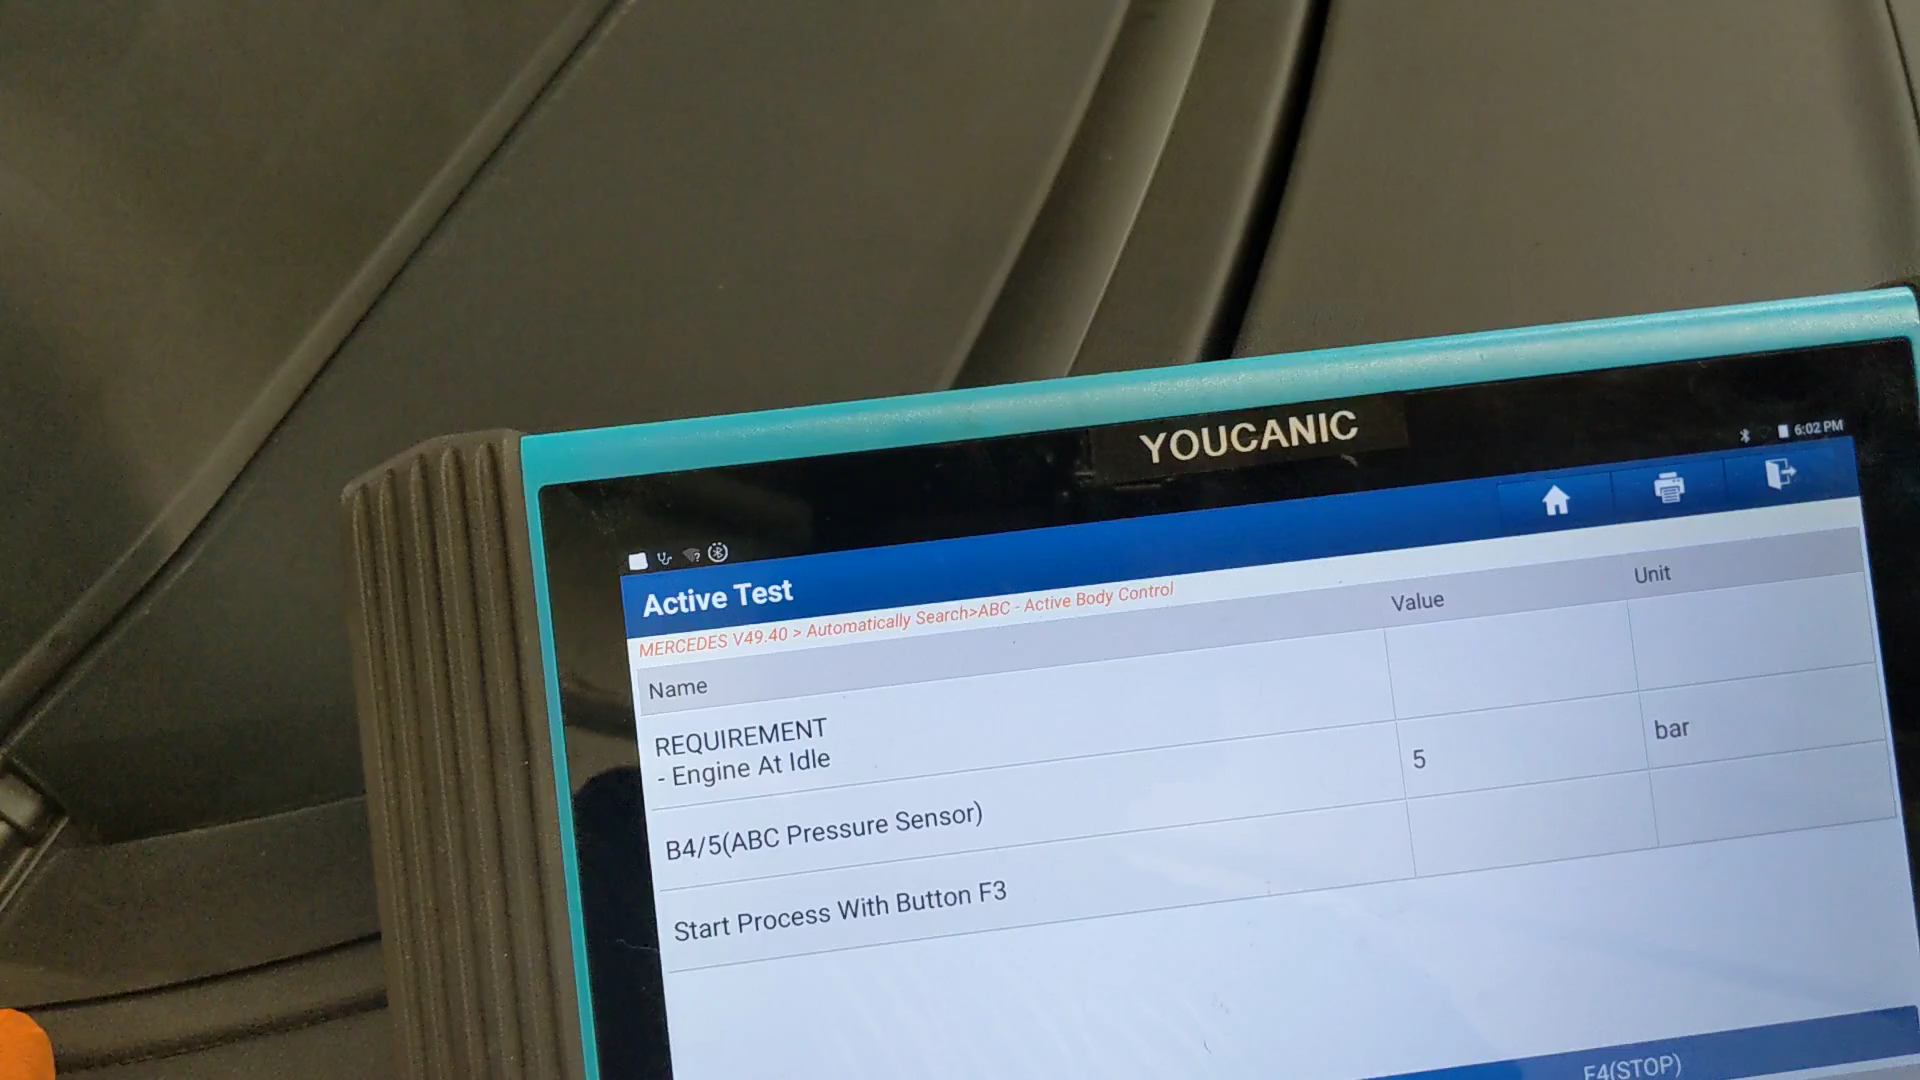 YOUCANIC
6:02 PM
Active Test
MERCEDES V49.40 > Automatically Search>ABC - Active Body Control
Name Value Unit
REQUIREMENT
- Engine At Idle
B4/5(ABC Pressure Sensor) 5 bar
Start Process With Button F3
F4(STOP)